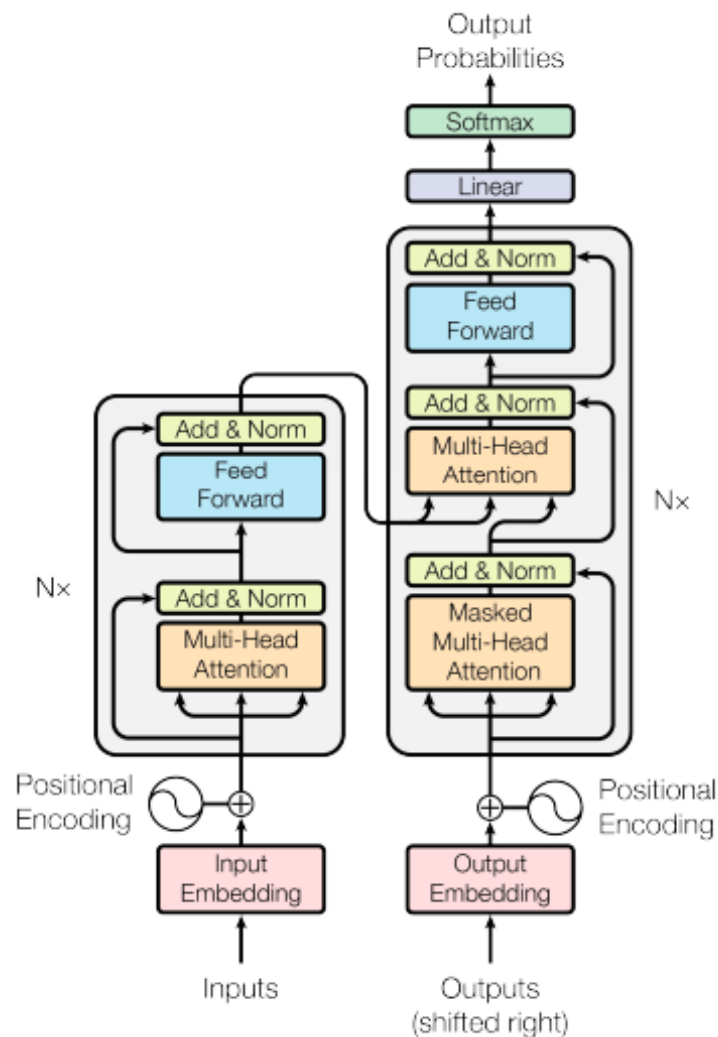 Output
Probabilities
Softmax
Linear
Add & Norm
Feed
Forward
Add & Norm
Multi-Head
Attention
Nx
Add & Norm
Masked
Multi-Head
Attention
Add & Norm
Feed
Forward
Nx
Add & Norm
Multi-Head
Attention
Positional
Encoding
Positional
Encoding
Input
Embedding
Output
Embedding
Inputs
Outputs
(shifted right)